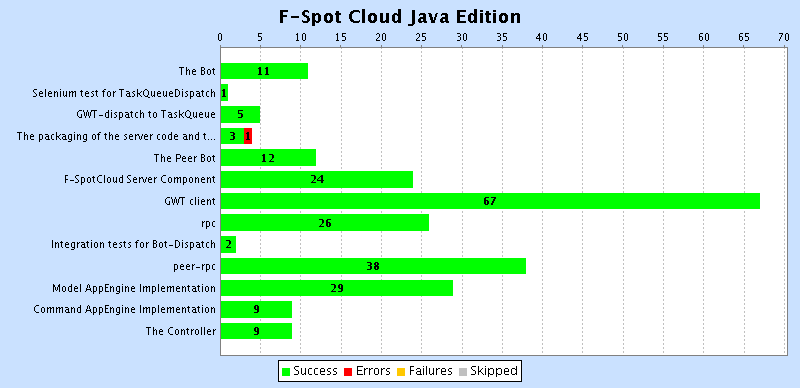 F-Spot Cloud Java Edition
0 5 10 15 20 25 30 35 40 45 50 55 60 65 70
The Bot 11
Selenium test for TaskQueueDispatch 1
GWT-dispatch to TaskQueue 5
The packaging of the server code and t... 3 1
The Peer Bot 12
F-SpotCloud Server Component 24
GWT client 67
rpc 26
Integration tests for Bot-Dispatch 2
peer-rpc 38
Model AppEngine Implementation 29
Command AppEngine Implementation 9
The Controller 9
Success Errors Failures Skipped